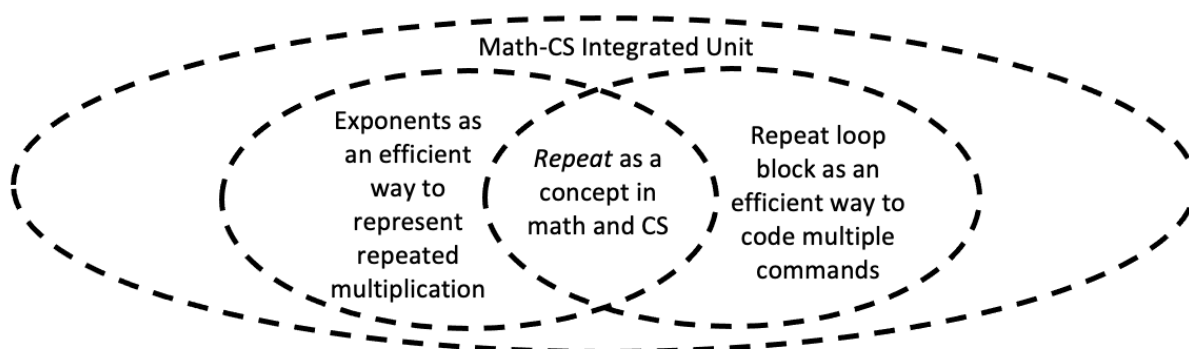 Math-CS Integrated Unit
Exponents as
an efficient
way to
represent
repeated
multiplication
Repeat as a
concept in
math and CS
Repeat loop
block as an
efficient way to
code multiple
commands